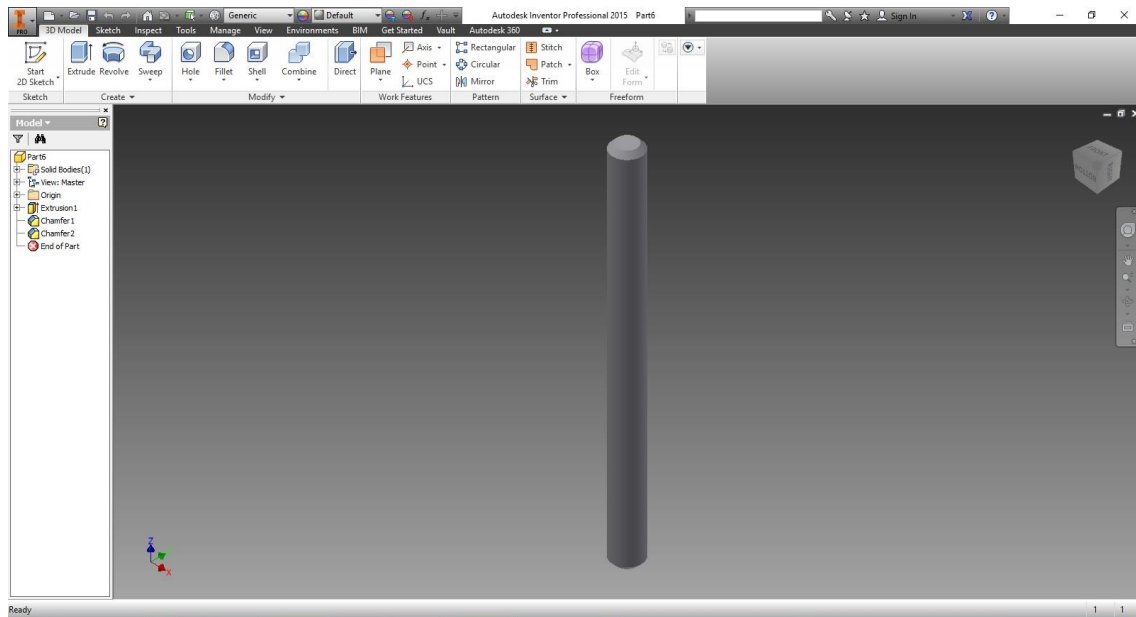 PRO
Generic
Default
Autodesk Inventor Professional 2015 Part6
Sign In
3D Model Sketch Inspect Tools Manage View Environments BIM Get Started Vault Autodesk 360
Start
2D Sketch
Extrude Revolve Sweep
Hole Fillet Shell Combine
Direct
Plane
Axis
Point
UCS
Rectangular
Circular
Mirror
Stitch
Patch
Trim
Box
Edit
Form
Sketch Create Modify Work Features Pattern Surface Freeform
Model
Part6
Solid Bodies(1)
View: Master
Origin
Extrusion1
Chamfer1
Chamfer2
End of Part
FRONT
BOTTOM
Z
X
Ready
1 1